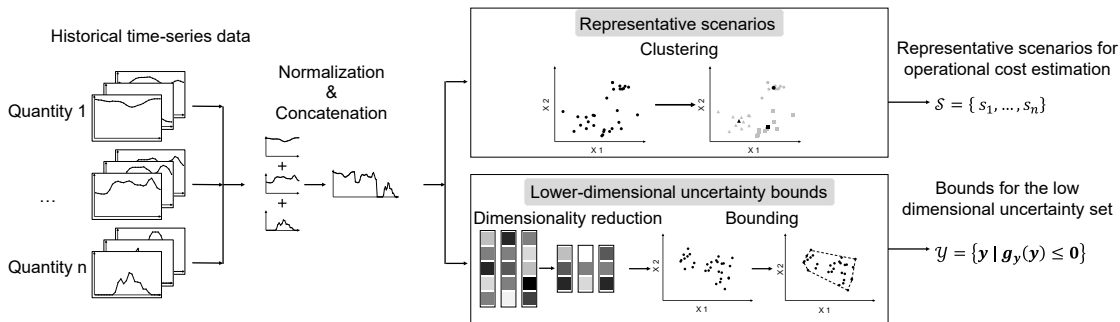 Historical time-series data
Quantity 1
...
Quantity n
Normalization
&
Concatenation
+
+
Representative scenarios
Clustering
X 2
X 1
X 2
X 1
Representative scenarios for
operational cost estimation
𝒮 = { s₁, ..., sₙ}
Lower-dimensional uncertainty bounds
Dimensionality reduction
Bounding
X 2
X 1
X 2
X 1
Bounds for the low
dimensional uncertainty set
𝒴 = {𝒚 | 𝒈_𝒚(𝒚) ≤ 𝟎}